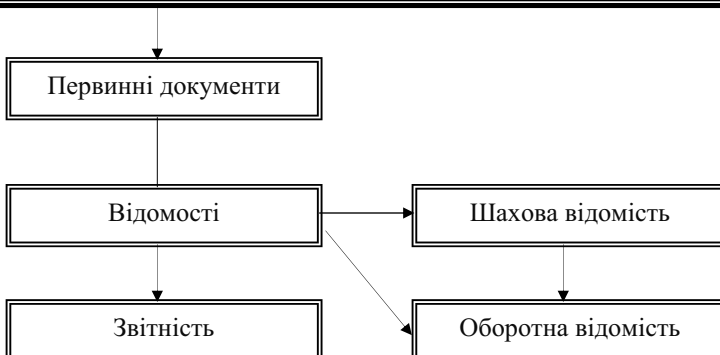 Первинні документи
Відомості
Шахова відомість
Звітність
Оборотна відомість